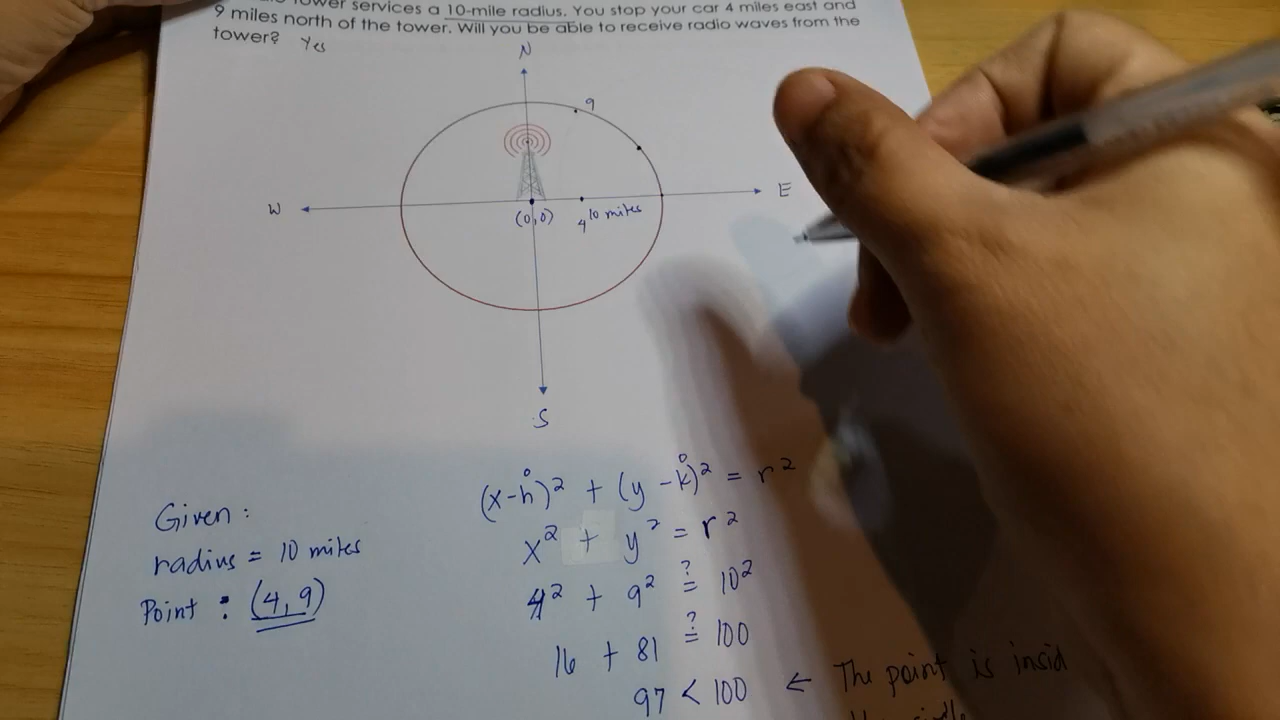 tower services a 10-mile radius. You stop your car 4 miles east and
9 miles north of the tower. Will you be able to receive radio waves from the
tower? Yes
N
9
W
E
(0,0)
4
10 miles
S
(x-h)² + (y-k)² = r²
0 0
x² + y² = r²
4² + 9² ≟ 10²
16 + 81 ≟ 100
97 < 100 ← The point is insid
Given :
radius = 10 miles
Point : (4,9)